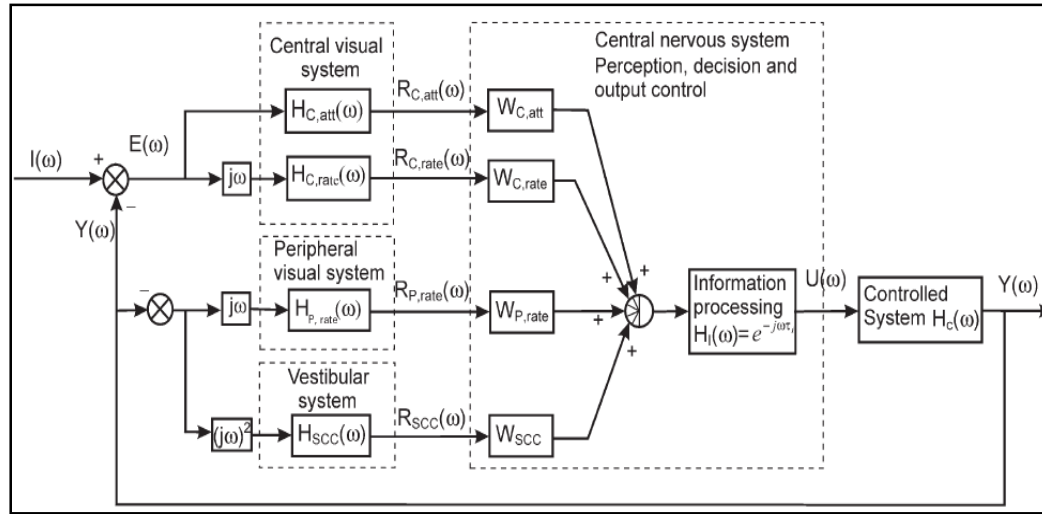 Central visual
system
Central nervous system
Perception, decision and
output control
R_C,att(ω)
H_C,att(ω)
W_C,att
I(ω)
+
E(ω)
−
jω
H_C,rate(ω)
R_C,rate(ω)
W_C,rate
Y(ω)
Peripheral
visual system
−
jω
H_P,rate(ω)
R_P,rate(ω)
W_P,rate
+
+
+
+
Information
processing
H_I(ω)=e^−jωτ_I
U(ω)
Controlled
System H_c(ω)
Y(ω)
Vestibular
system
(jω)²
H_SCC(ω)
R_SCC(ω)
W_SCC